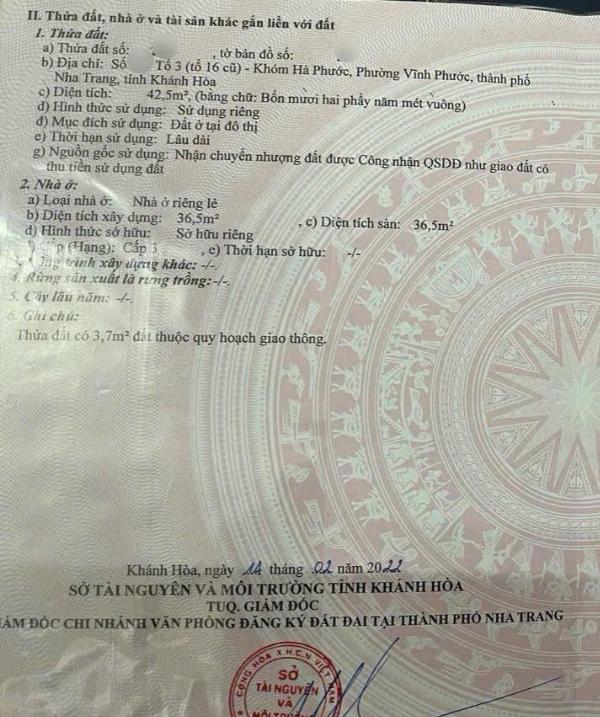 II. Thửa đất, nhà ở và tài sản khác gắn liền với đất
1. Thửa đất:
a) Thửa đất số: , tờ bản đồ số:
b) Địa chỉ: Số Tổ 3 (tổ 16 cũ) - Khóm Hà Phước, Phường Vĩnh Phước, thành phố
Nha Trang, tỉnh Khánh Hòa
c) Diện tích: 42,5m², (bằng chữ: Bốn mươi hai phẩy năm mét vuông)
d) Hình thức sử dụng: Sử dụng riêng
đ) Mục đích sử dụng: Đất ở tại đô thị
e) Thời hạn sử dụng: Lâu dài
g) Nguồn gốc sử dụng: Nhận chuyển nhượng đất được Công nhận QSDĐ như giao đất có
thu tiền sử dụng đất
2. Nhà ở:
a) Loại nhà ở: Nhà ở riêng lẻ
b) Diện tích xây dựng: 36,5m² , c) Diện tích sàn: 36,5m²
d) Hình thức sở hữu: Sở hữu riêng
(Hạng): Cấp 3 , e) Thời hạn sở hữu: -/-
trình xây dựng khác: -/-
4. Rừng sản xuất là rừng trồng: -/-.
5. Cây lâu năm: -/-.
6. Ghi chú:
Thửa đất có 3,7m² đất thuộc quy hoạch giao thông.
Khánh Hòa, ngày 14 tháng 02 năm 2022
SỞ TÀI NGUYÊN VÀ MÔI TRƯỜNG TỈNH KHÁNH HÒA
TUQ. GIÁM ĐỐC
IÁM ĐỐC CHI NHÁNH VĂN PHÒNG ĐĂNG KÝ ĐẤT ĐAI TẠI THÀNH PHỐ NHA TRANG
CỘNG HÒA X.H.C.N VIỆT NAM
SỞ
TÀI NGUYÊN
VÀ
MÔI TRƯỜNG